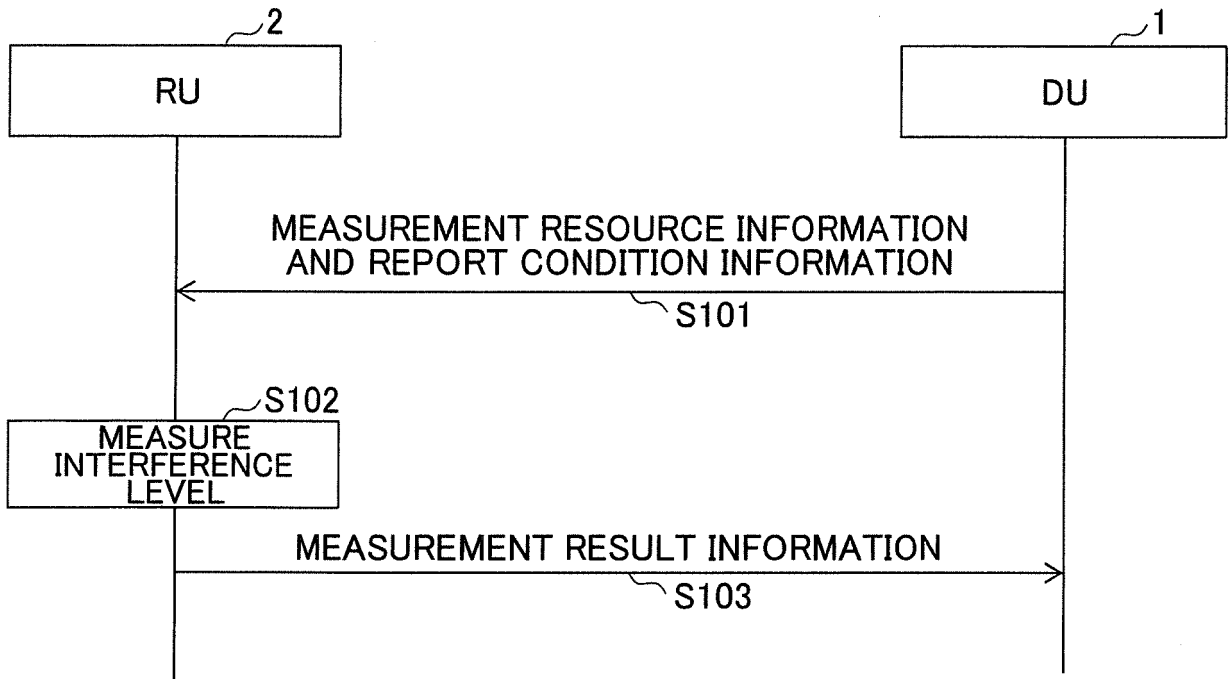 2
1
RU
DU
MEASUREMENT RESOURCE INFORMATION
AND REPORT CONDITION INFORMATION
S101
S102
MEASURE
INTERFERENCE
LEVEL
MEASUREMENT RESULT INFORMATION
S103